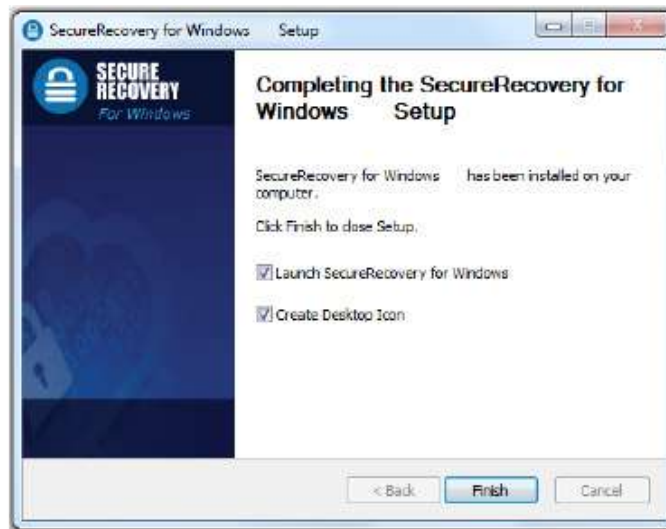 SecureRecovery for Windows Setup
SECURE
RECOVERY
For Windows
Completing the SecureRecovery for
Windows Setup
SecureRecovery for Windows has been installed on your
computer.
Click Finish to close Setup.
Launch SecureRecovery for Windows
Create Desktop Icon
< Back Finish Cancel